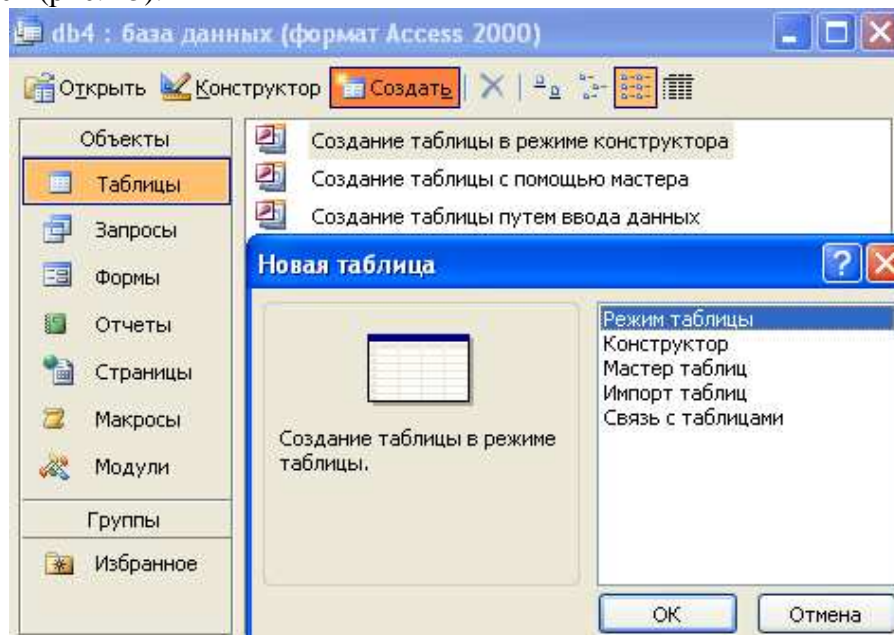 db4 : база данных (формат Access 2000)
Открыть Конструктор Создать
Объекты
Таблицы
Запросы
Формы
Отчеты
Страницы
Макросы
Модули
Группы
Избранное
Создание таблицы в режиме конструктора
Создание таблицы с помощью мастера
Создание таблицы путем ввода данных
Новая таблица
Создание таблицы в режиме
таблицы.
Режим таблицы
Конструктор
Мастер таблиц
Импорт таблиц
Связь с таблицами
ОК Отмена